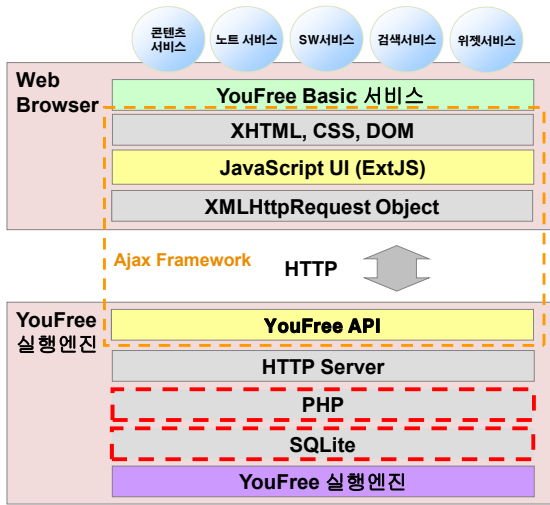 콘텐츠
서비스
노트 서비스
SW서비스
검색서비스
위젯서비스
Web
Browser
YouFree Basic 서비스
XHTML, CSS, DOM
JavaScript UI (ExtJS)
XMLHttpRequest Object
Ajax Framework
HTTP
YouFree
실행엔진
YouFree API
HTTP Server
PHP
SQLite
YouFree 실행엔진